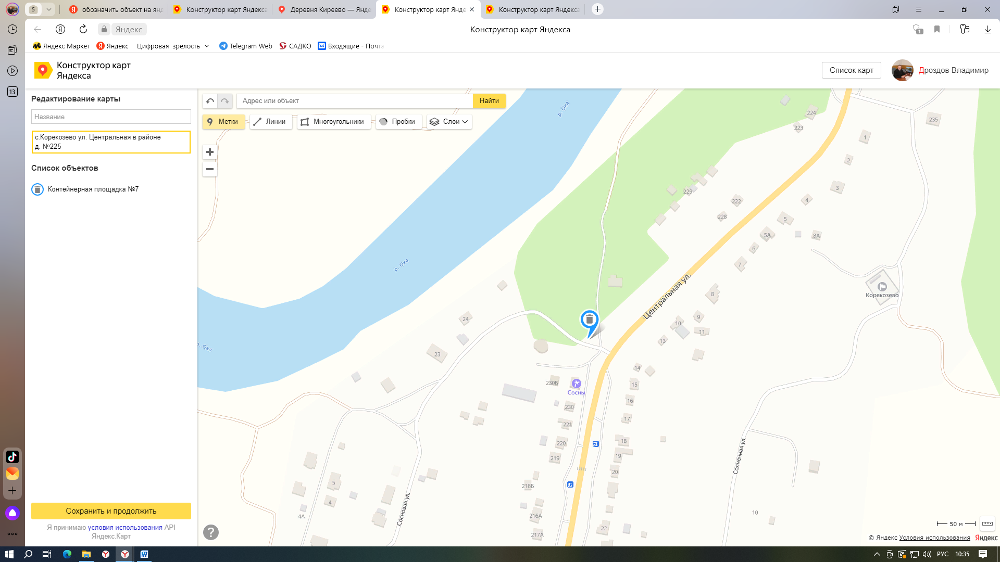 5
обозначить объект на янд
Конструктор карт Яндекса
Деревня Киреево — Янде
Конструктор карт Янде
Конструктор карт Яндекса
Яндекс
Конструктор карт Яндекса
1
Яндекс Маркет
Яндекс
Цифровая зрелость
Telegram Web
САДКО
Входящие - Почта
13
Конструктор карт
Яндекса
Список карт
Дроздов Владимир
Редактирование карты
Название
с.Корекозево ул. Центральная в районе
д. №225
Список объектов
Контейнерная площадка №7
Сохранить и продолжить
Я принимаю условия использования API
Яндекс.Карт
Адрес или объект
Найти
Метки
Линии
Многоугольники
Пробки
Слои
р. Ока
224
223
235
1
2
229
3
222
4
228
5
5А
8А
6
7
р. Ока
Центральная ул.
Корекозево
8
24
9
10
11
13
р. Ока
23
14
230Б
15
Сосны
16
230
17
221
18
220
19
219
Солнечная ул.
20
5
218Б
4
Сосновая ул.
4А
216А
10
22
217А
50 м
© Яндекс Условия использования Яндекс
?
W
РУС
10:35